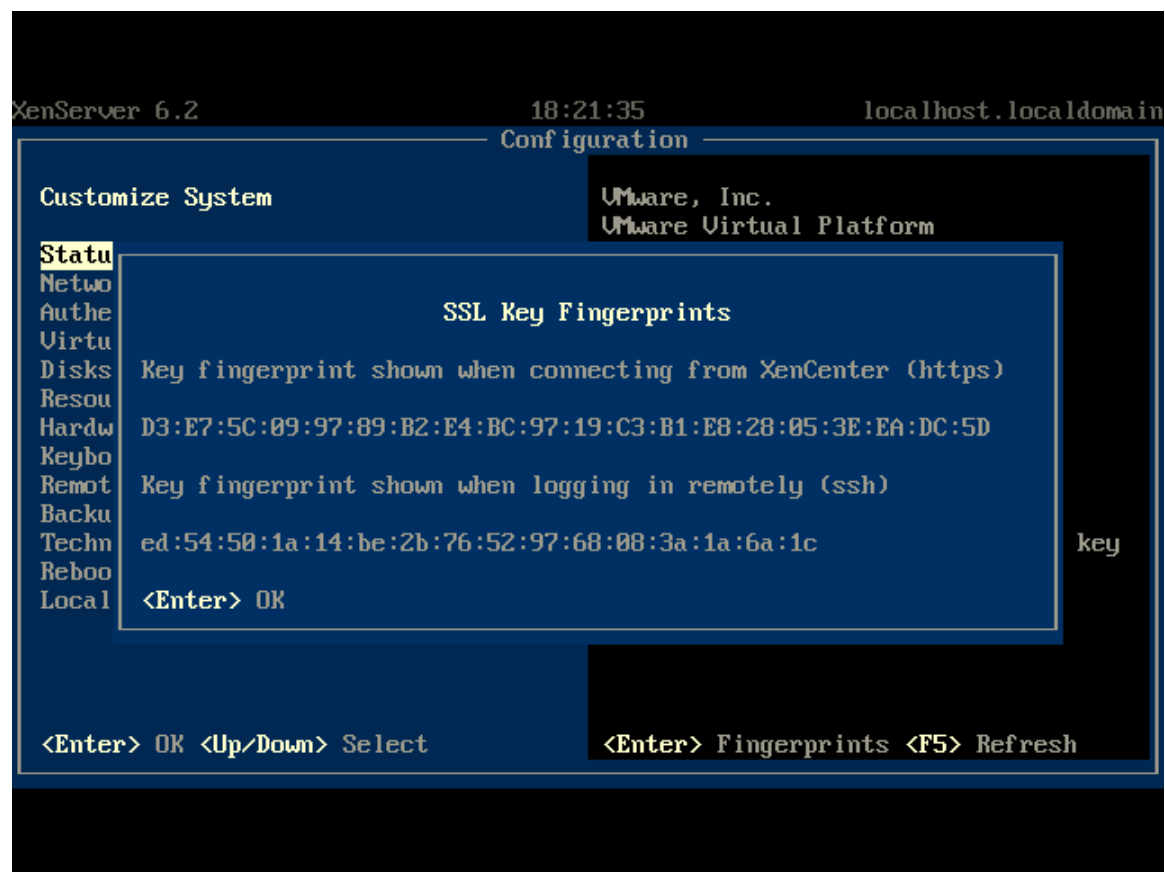 XenServer 6.2 18:21:35 localhost.localdomain
Configuration
Customize System
VMware, Inc.
VMware Virtual Platform
Statu
Netwo
Authe
Virtu
Disks
Resou
Hardw
Keybo
Remot
Backu
Techn
Reboo
Local
SSL Key Fingerprints
Key fingerprint shown when connecting from XenCenter (https)
D3:E7:5C:09:97:89:B2:E4:BC:97:19:C3:B1:E8:28:05:3E:EA:DC:5D
Key fingerprint shown when logging in remotely (ssh)
ed:54:50:1a:14:be:2b:76:52:97:68:08:3a:1a:6a:1c
<Enter> OK
key
<Enter> OK <Up/Down> Select
<Enter> Fingerprints <F5> Refresh